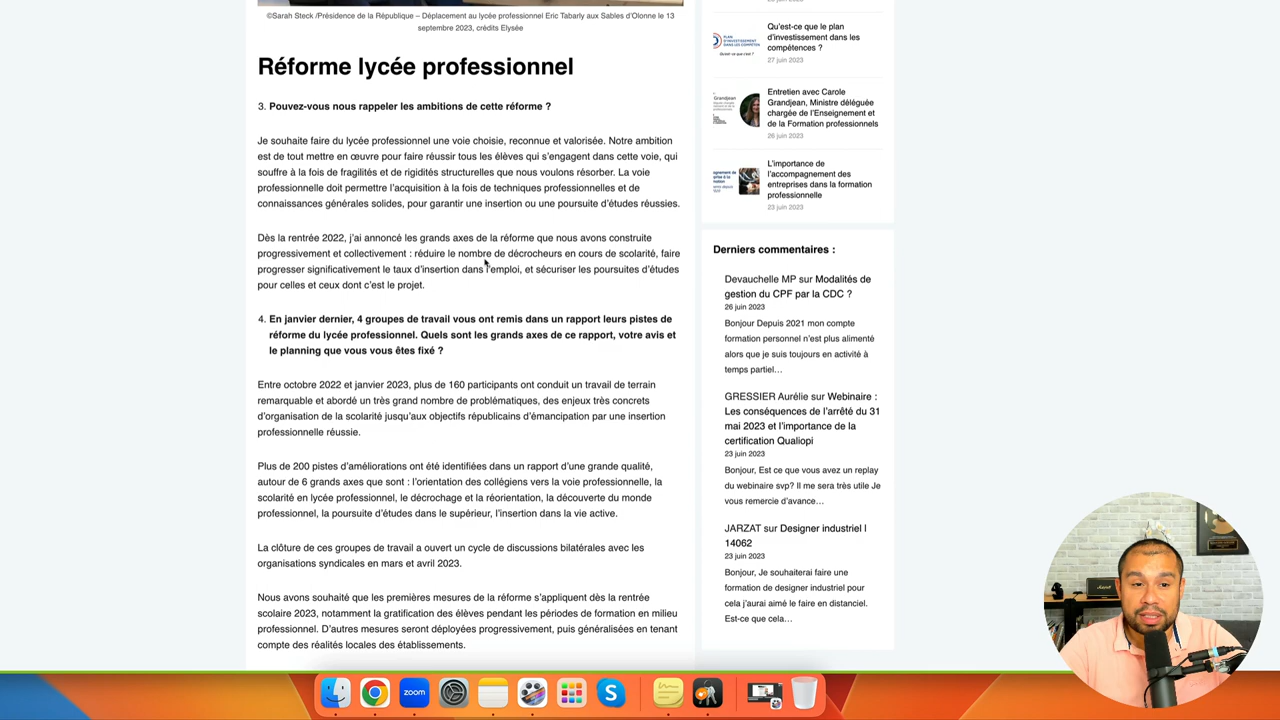 ©Sarah Steck /Présidence de la République – Déplacement au lycée professionnel Eric Tabarly aux Sables d'Olonne le 13
septembre 2023, crédits Elysée
Réforme lycée professionnel
3. Pouvez-vous nous rappeler les ambitions de cette réforme ?
Je souhaite faire du lycée professionnel une voie choisie, reconnue et valorisée. Notre ambition
est de tout mettre en œuvre pour faire réussir tous les élèves qui s'engagent dans cette voie, qui
souffre à la fois de fragilités et de rigidités structurelles que nous voulons résorber. La voie
professionnelle doit permettre l'acquisition à la fois de techniques professionnelles et de
connaissances générales solides, pour garantir une insertion ou une poursuite d'études réussies.
Dès la rentrée 2022, j'ai annoncé les grands axes de la réforme que nous avons construite
progressivement et collectivement : réduire le nombre de décrocheurs en cours de scolarité, faire
progresser significativement le taux d'insertion dans l'emploi, et sécuriser les poursuites d'études
pour celles et ceux dont c'est le projet.
4. En janvier dernier, 4 groupes de travail vous ont remis dans un rapport leurs pistes de
réforme du lycée professionnel. Quels sont les grands axes de ce rapport, votre avis et
le planning que vous vous êtes fixé ?
Entre octobre 2022 et janvier 2023, plus de 160 participants ont conduit un travail de terrain
remarquable et abordé un très grand nombre de problématiques, des enjeux très concrets
d'organisation de la scolarité jusqu'aux objectifs républicains d'émancipation par une insertion
professionnelle réussie.
Plus de 200 pistes d'améliorations ont été identifiées dans un rapport d'une grande qualité,
autour de 6 grands axes que sont : l'orientation des collégiens vers la voie professionnelle, la
scolarité en lycée professionnel, le décrochage et la réorientation, la découverte du monde
professionnel, la poursuite d'études dans le supérieur, l'insertion dans la vie active.
La clôture de ces groupes de travail a ouvert un cycle de discussions bilatérales avec les
organisations syndicales en mars et avril 2023.
Nous avons souhaité que les premières mesures de la réforme s'appliquent dès la rentrée
scolaire 2023, notamment la gratification des élèves pendant les périodes de formation en milieu
professionnel. D'autres mesures seront déployées progressivement, puis généralisées en tenant
compte des réalités locales des établissements.
Qu'est-ce que le plan
d'investissement dans les
compétences ?
27 juin 2023
Entretien avec Carole
Grandjean, Ministre déléguée
chargée de l'Enseignement et
de la Formation professionnels
26 juin 2023
L'importance de
l'accompagnement des
entreprises dans la formation
professionnelle
23 juin 2023
Derniers commentaires :
Devauchelle MP sur Modalités de
gestion du CPF par la CDC ?
26 juin 2023
Bonjour Depuis 2021 mon compte
formation personnel n'est plus alimenté
alors que je suis toujours en activité à
temps partiel…
GRESSIER Aurélie sur Webinaire :
Les conséquences de l'arrêté du 31
mai 2023 et l'importance de la
certification Qualiopi
23 juin 2023
Bonjour, Est ce que vous avez un replay
du webinaire svp? Il me sera très utile Je
vous remercie d'avance…
JARZAT sur Designer industriel I
14062
23 juin 2023
Bonjour, Je souhaiterai faire une
formation de designer industriel pour
cela j'aurai aimé le faire en distanciel.
Est-ce que cela…
zoom